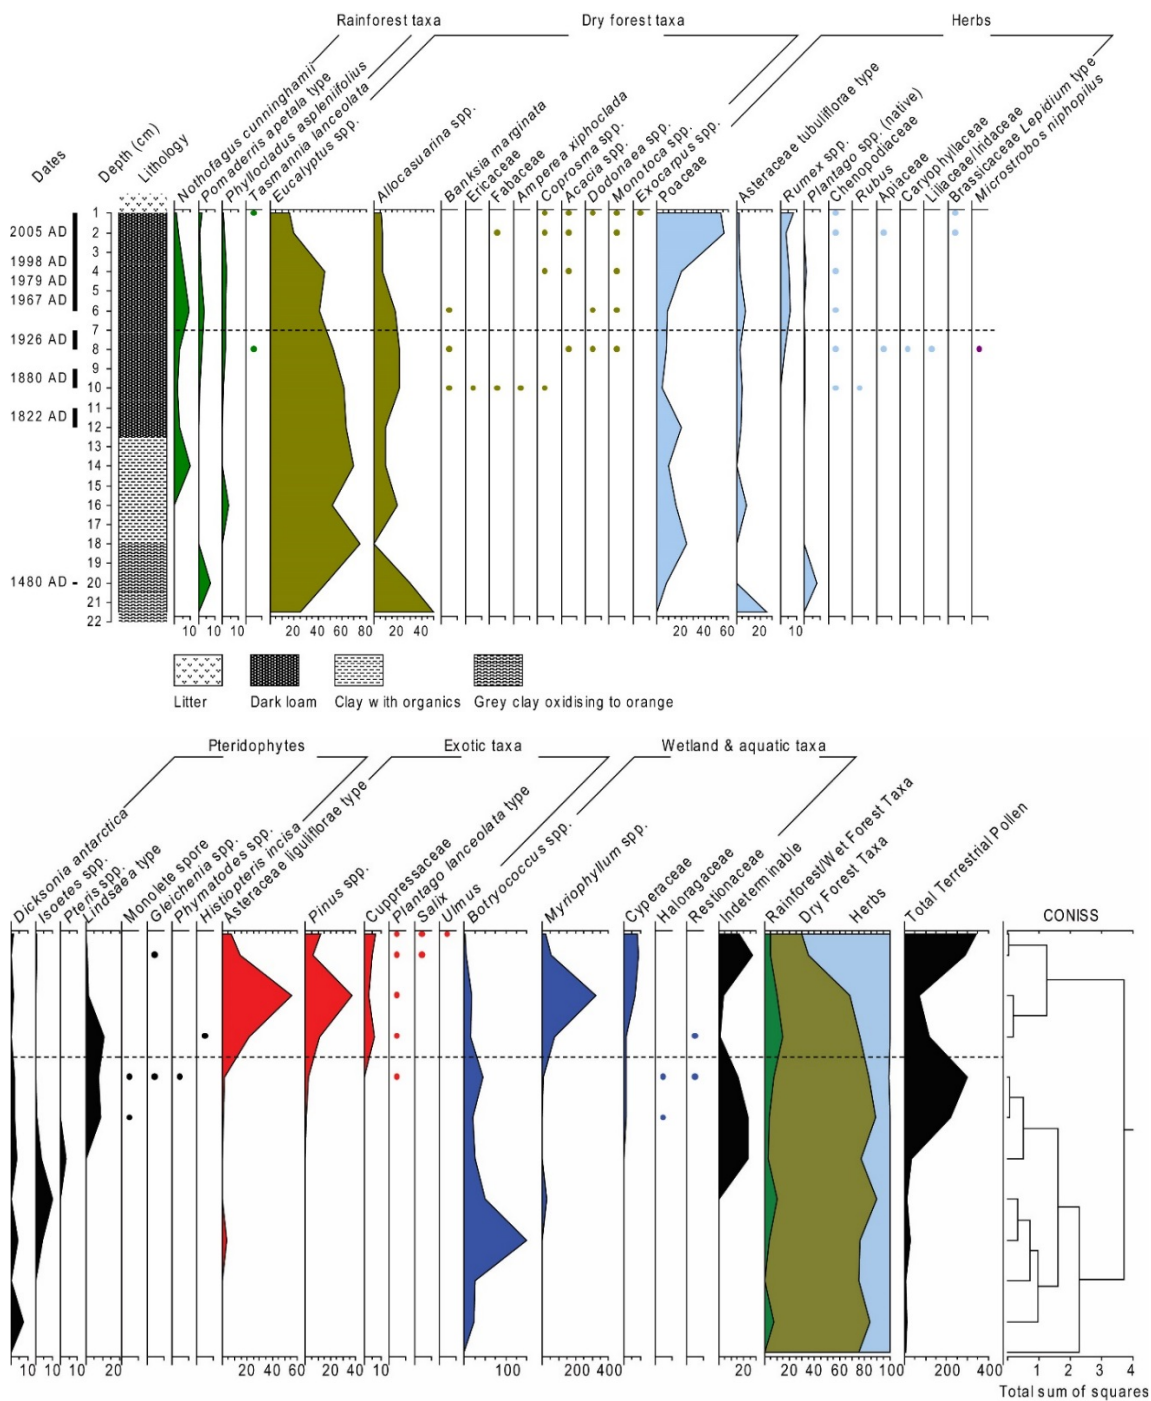 Rainforest taxa Dry forest taxa Herbs
Dates
Depth (cm)
Lithology
Nothofagus cunninghamii
Pomaderris apetala type
Phyllocladus aspleniifolius
Tasmannia lanceolata
Eucalyptus spp.
Allocasuarina spp.
Banksia marginata
Ericaceae
Fabaceae
Amperea xiphoclada
Coprosma spp.
Acacia spp.
Dodonaea spp.
Monotoca spp.
Exocarpus spp.
Poaceae
Asteraceae tubuliflorae type
Rumex spp.
Plantago spp. (native)
Chenopodiaceae
Rubus
Apiaceae
Caryophyllaceae
Liliaceae/Iridaceae
Brassicaceae Lepidium type
Microstrobos niphopilus
1
2005 AD 2
3
1998 AD
4
1979 AD
5
1967 AD
6
7
1926 AD 8
9
1880 AD
10
11
1822 AD
12
13
14
15
16
17
18
19
1480 AD 20
21
22
10 10 10 20 40 60 80 20 40 20 40 60 20 10
Litter Dark loam Clay with organics Grey clay oxidising to orange
Pteridophytes Exotic taxa Wetland & aquatic taxa
Dicksonia antarctica
Isoetes spp.
Pteris spp.
Lindsaea type
Monolete spore
Gleichenia spp.
Phymatodes spp.
Histiopteris incisa
Asteraceae liguliflorae type
Pinus spp.
Cuppressaceae
Plantago lanceolata type
Salix
Ulmus
Botryococcus spp.
Myriophyllum spp.
Cyperaceae
Haloragaceae
Restionaceae
Indeterminable
Rainforest/Wet Forest Taxa
Dry Forest Taxa
Herbs
Total Terrestrial Pollen
CONISS
10 10 10 20 20 40 60 20 40 10 100 200 400 20 20 40 60 80 100 200 400 1 2 3 4
Total sum of squares